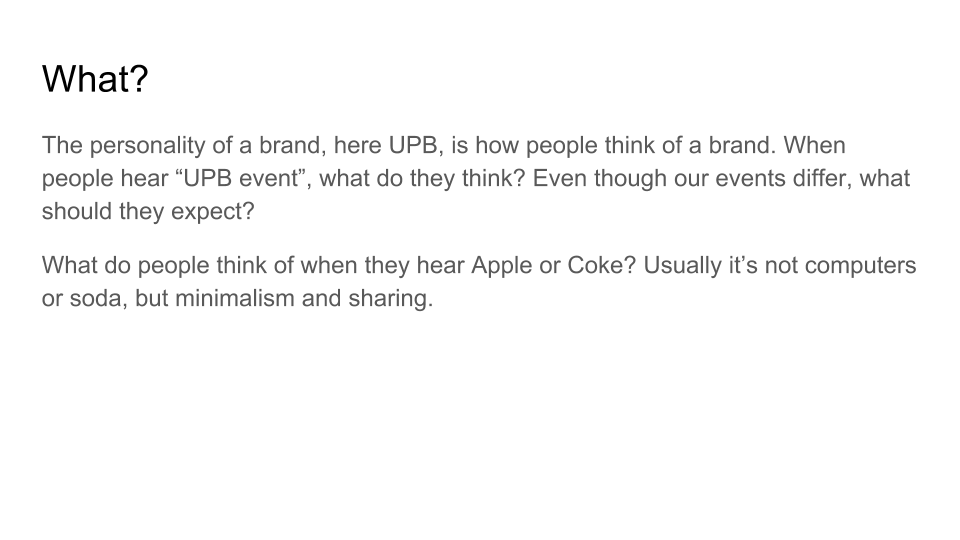 What?
The personality of a brand, here UPB, is how people think of a brand. When
people hear “UPB event”, what do they think? Even though our events differ, what
should they expect?
What do people think of when they hear Apple or Coke? Usually it’s not computers
or soda, but minimalism and sharing.